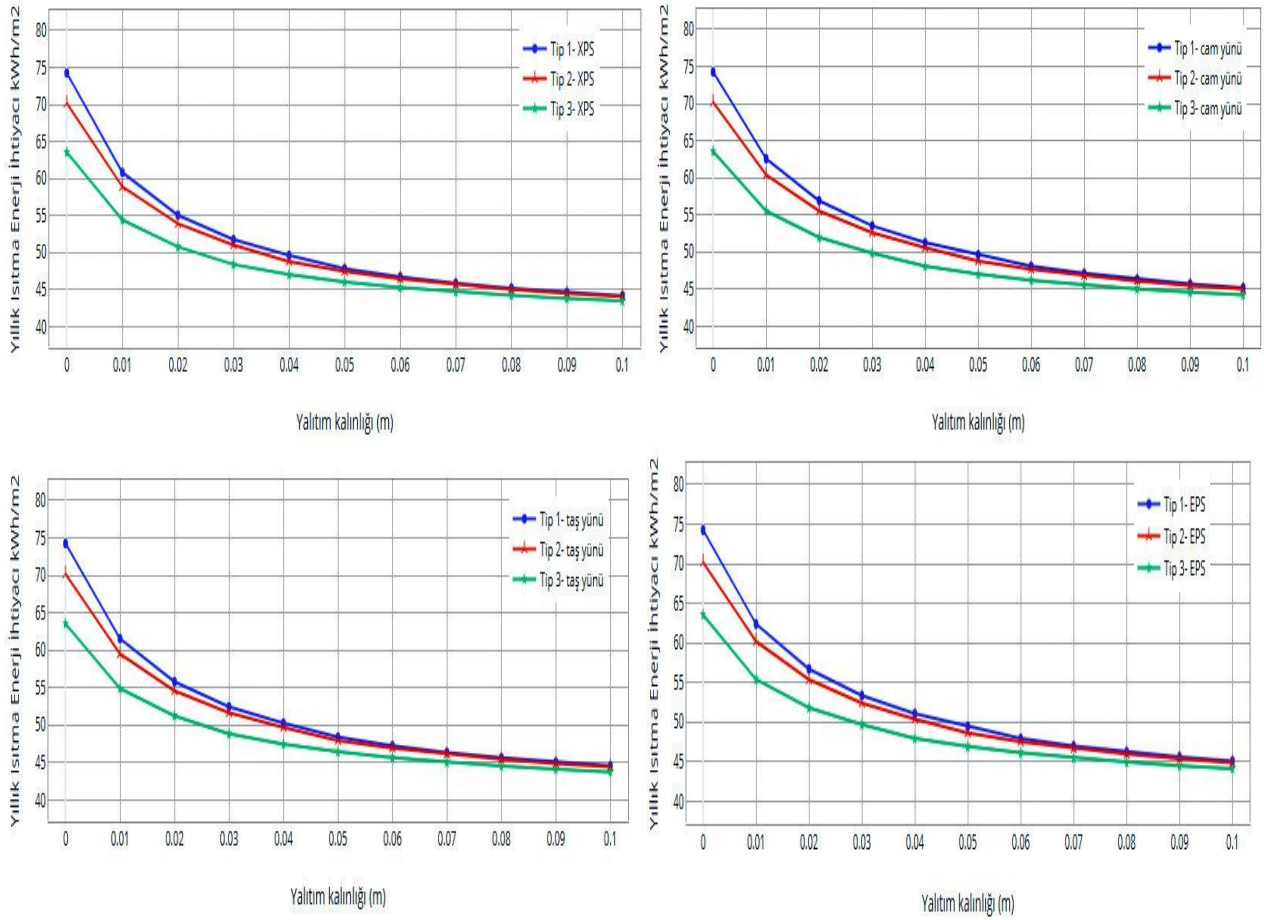 Yıllık Isıtma Enerji İhtiyacı kWh/m2
80
75
70
65
60
55
50
45
40
Tip 1- XPS
Tip 2- XPS
Tip 3- XPS
0 0.01 0.02 0.03 0.04 0.05 0.06 0.07 0.08 0.09 0.1
Yalıtım kalınlığı (m)
Yıllık Isıtma Enerji İhtiyacı kWh/m2
80
75
70
65
60
55
50
45
40
Tip 1- cam yünü
Tip 2- cam yünü
Tip 3- cam yünü
0 0.01 0.02 0.03 0.04 0.05 0.06 0.07 0.08 0.09 0.1
Yalıtım kalınlığı (m)
Yıllık Isıtma Enerji İhtiyacı kWh/m2
80
75
70
65
60
55
50
45
40
Tip 1- taş yünü
Tip 2- taş yünü
Tip 3- taş yünü
0 0.01 0.02 0.03 0.04 0.05 0.06 0.07 0.08 0.09 0.1
Yalıtım kalınlığı (m)
Yıllık Isıtma Enerji İhtiyacı kWh/m2
80
75
70
65
60
55
50
45
40
Tip 1- EPS
Tip 2- EPS
Tip 3- EPS
0 0.01 0.02 0.03 0.04 0.05 0.06 0.07 0.08 0.09 0.1
Yalıtım kalınlığı (m)